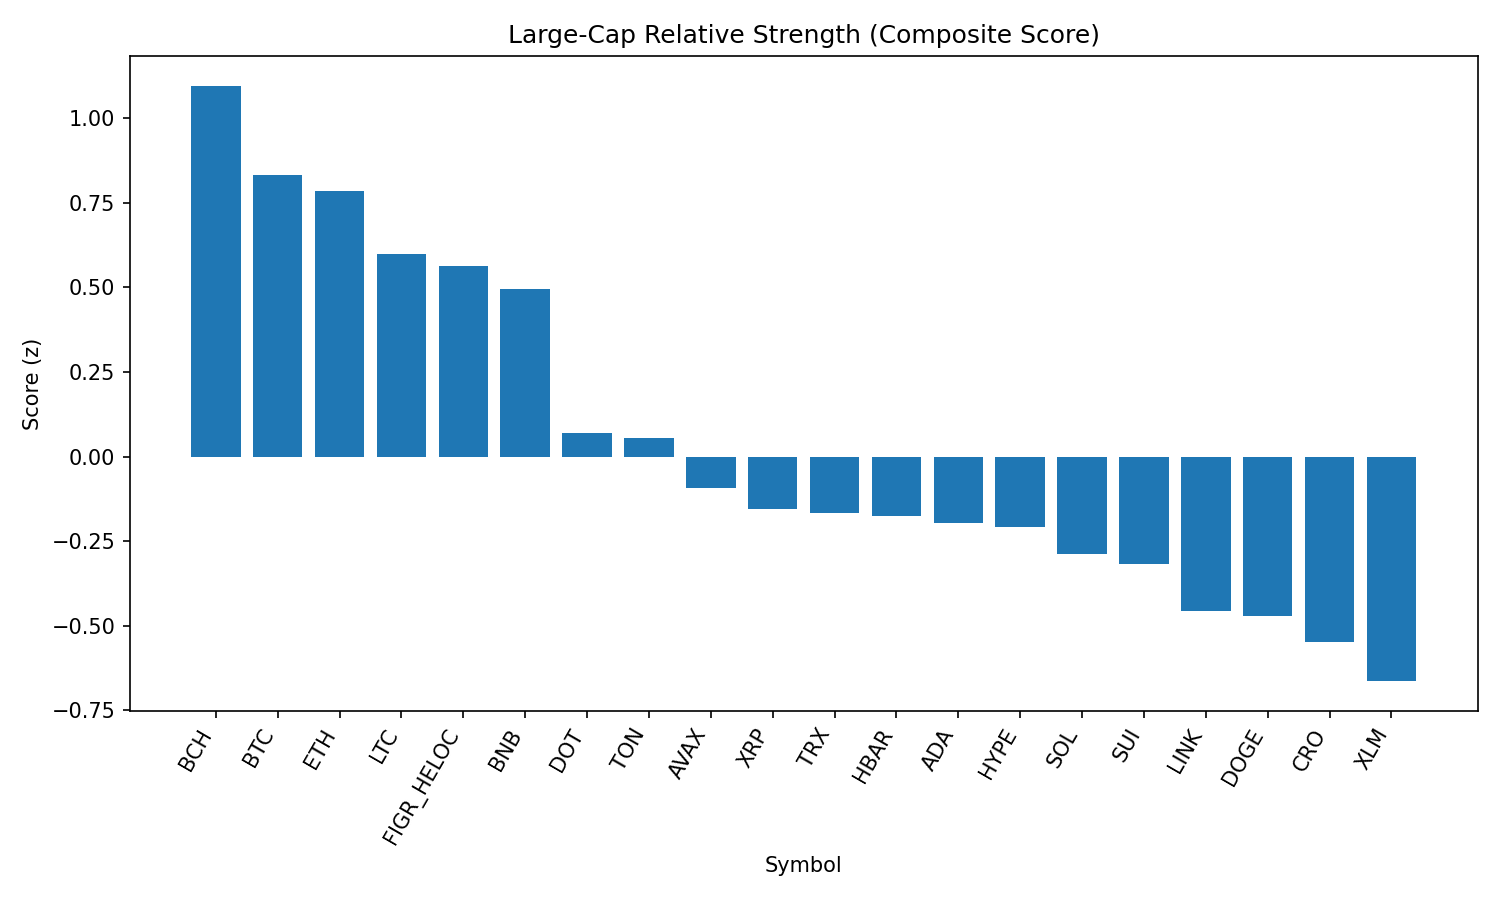 Large-Cap Relative Strength (Composite Score)
Score (z)
1.00
0.75
0.50
0.25
0.00
−0.25
−0.50
−0.75
BCH
BTC
ETH
LTC
FIGR_HELOC
BNB
DOT
TON
AVAX
XRP
TRX
HBAR
ADA
HYPE
SOL
SUI
LINK
DOGE
CRO
XLM
Symbol